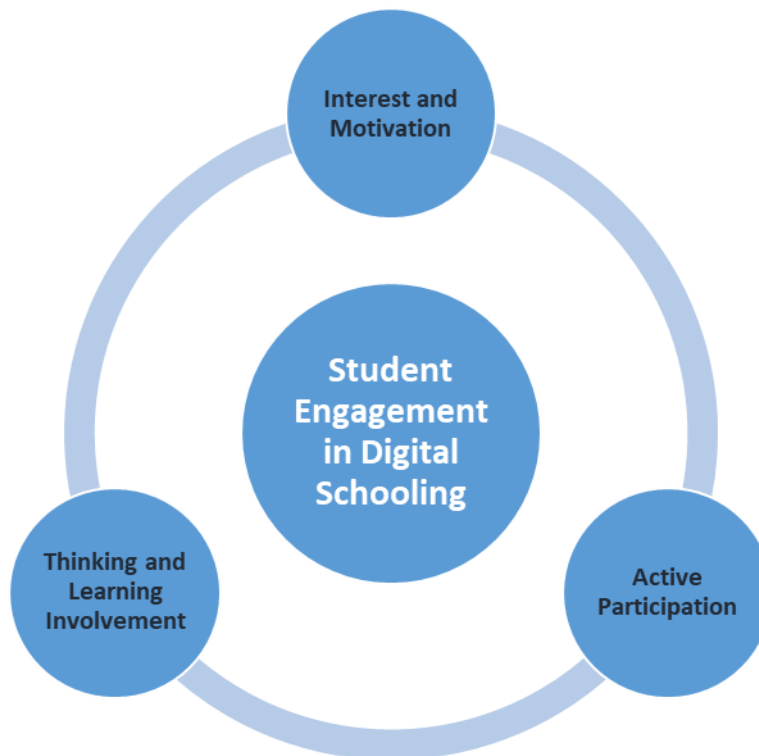 Interest and
Motivation
Student
Engagement
in Digital
Schooling
Thinking and
Learning
Involvement
Active
Participation